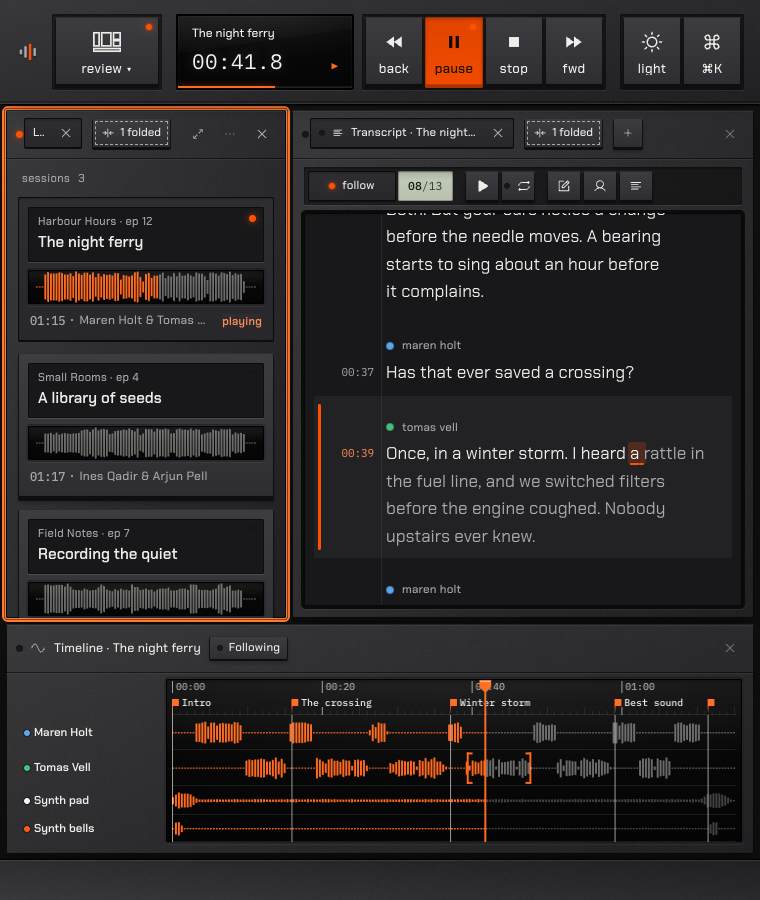 The night ferry
00:41.8
review
back
pause
stop
fwd
light
⌘K
L..
1 folded
sessions 3
Harbour Hours · ep 12
The night ferry
01:15 · Maren Holt & Tomas ... playing
Small Rooms · ep 4
A library of seeds
01:17 · Ines Qadir & Arjun Pell
Field Notes · ep 7
Recording the quiet
Transcript · The night...
1 folded
follow
08/13
Both. But your ears notice a change
before the needle moves. A bearing
starts to sing about an hour before
it complains.
maren holt
00:37 Has that ever saved a crossing?
tomas vell
00:39 Once, in a winter storm. I heard a rattle in
the fuel line, and we switched filters
before the engine coughed. Nobody
upstairs ever knew.
maren holt
Timeline · The night ferry
Following
00:00 00:20 00:40 01:00
Intro The crossing Winter storm Best sound
Maren Holt
Tomas Vell
Synth pad
Synth bells